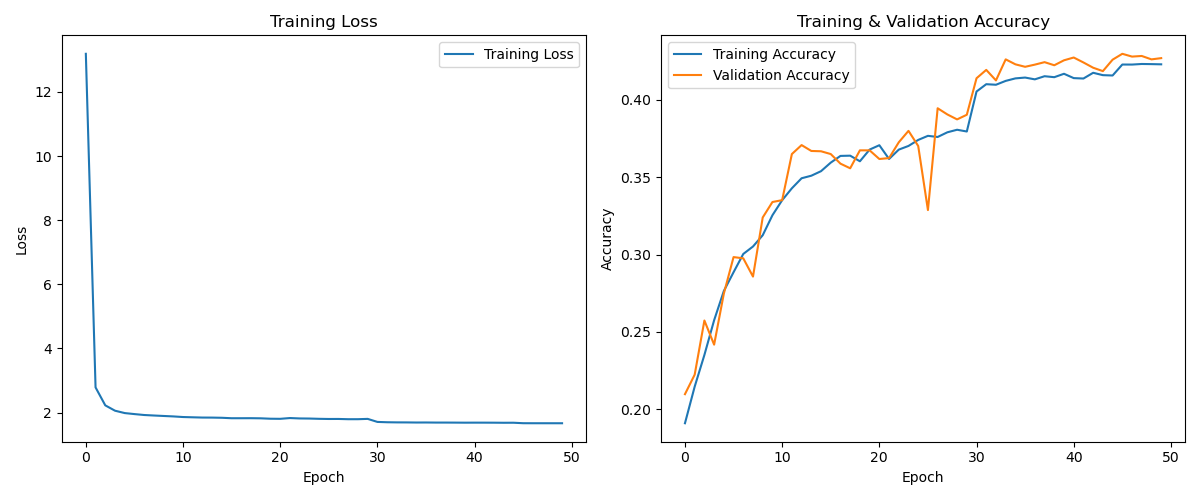 Training Loss
Training Loss
12
10
8
6
4
2
0
10
20
30
40
50
Epoch
Loss
Training & Validation Accuracy
Training Accuracy
Validation Accuracy
0.40
0.35
0.30
0.25
0.20
0
10
20
30
40
50
Epoch
Accuracy